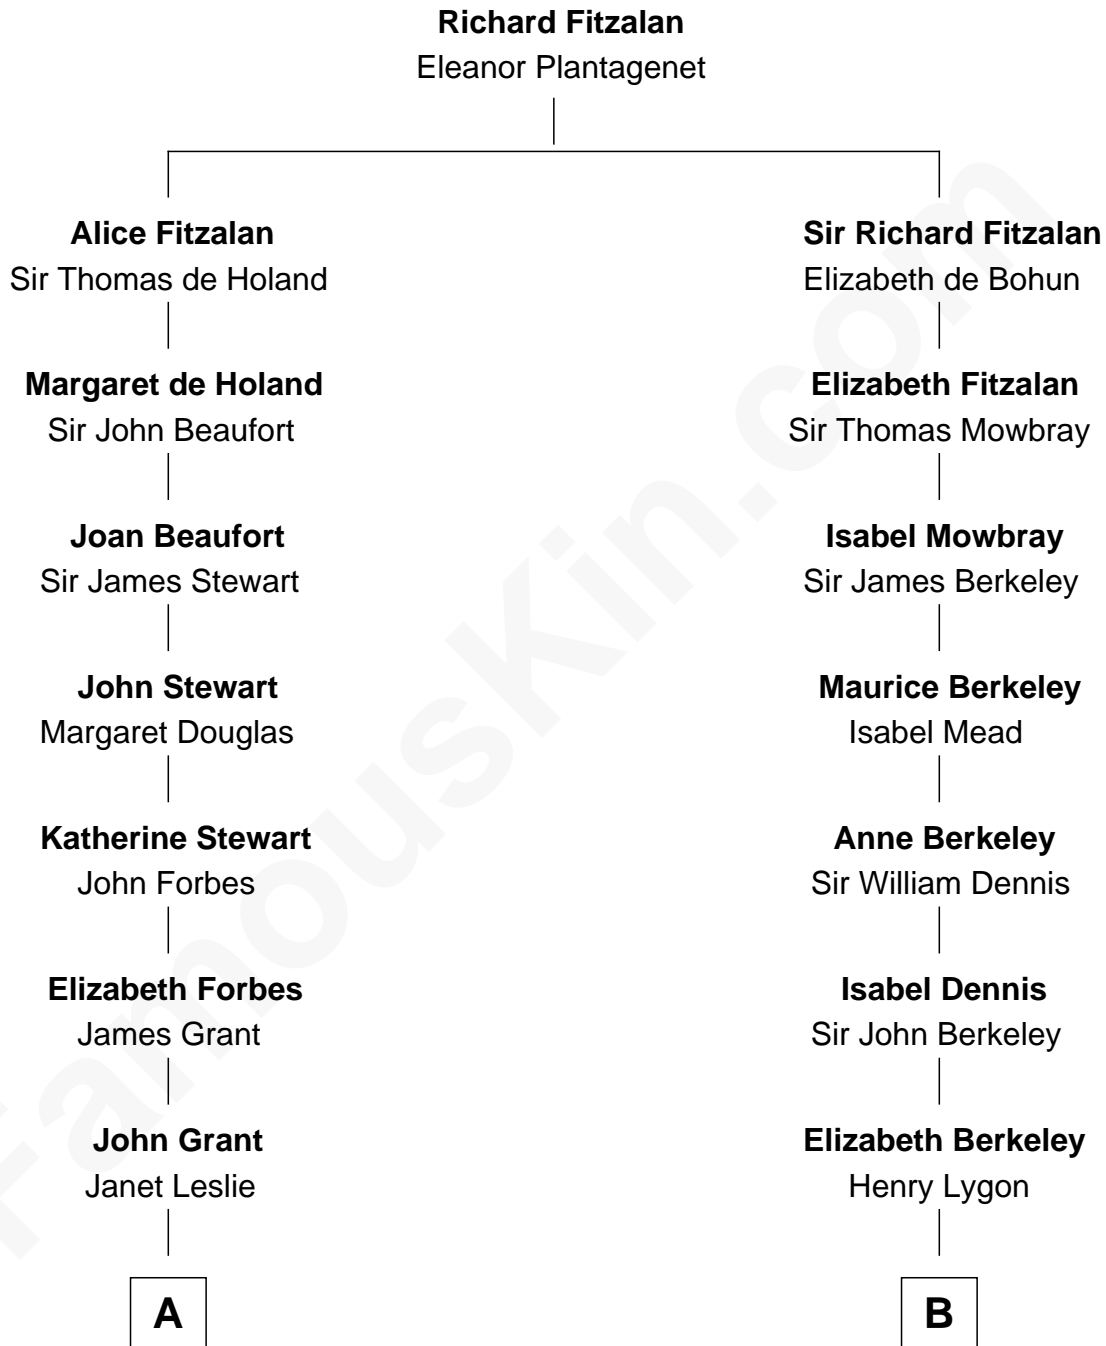 Richard Fitzalan
Eleanor Plantagenet
Alice Fitzalan
Sir Thomas de Holand
Margaret de Holand
Sir John Beaufort
Joan Beaufort
Sir James Stewart
John Stewart
Margaret Douglas
Katherine Stewart
John Forbes
Elizabeth Forbes
James Grant
John Grant
Janet Leslie
A
Sir Richard Fitzalan
Elizabeth de Bohun
Elizabeth Fitzalan
Sir Thomas Mowbray
Isabel Mowbray
Sir James Berkeley
Maurice Berkeley
Isabel Mead
Anne Berkeley
Sir William Dennis
Isabel Dennis
Sir John Berkeley
Elizabeth Berkeley
Henry Lygon
B
FamousKin.com